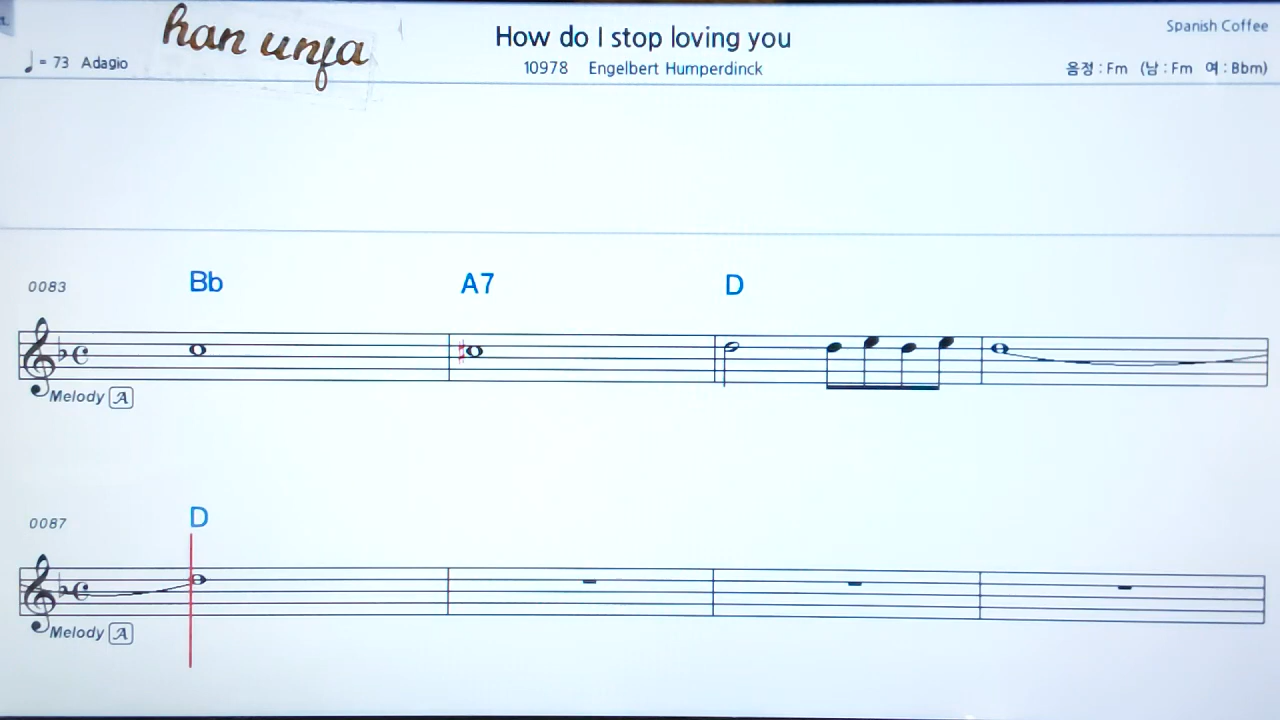 han unfa
How do I stop loving you
Spanish Coffee
= 73 Adagio
10978 Engelbert Humperdinck
음정 : Fm (남 : Fm 여 : Bbm)
0083 Bb A7 D
Melody A
0087 D
Melody A